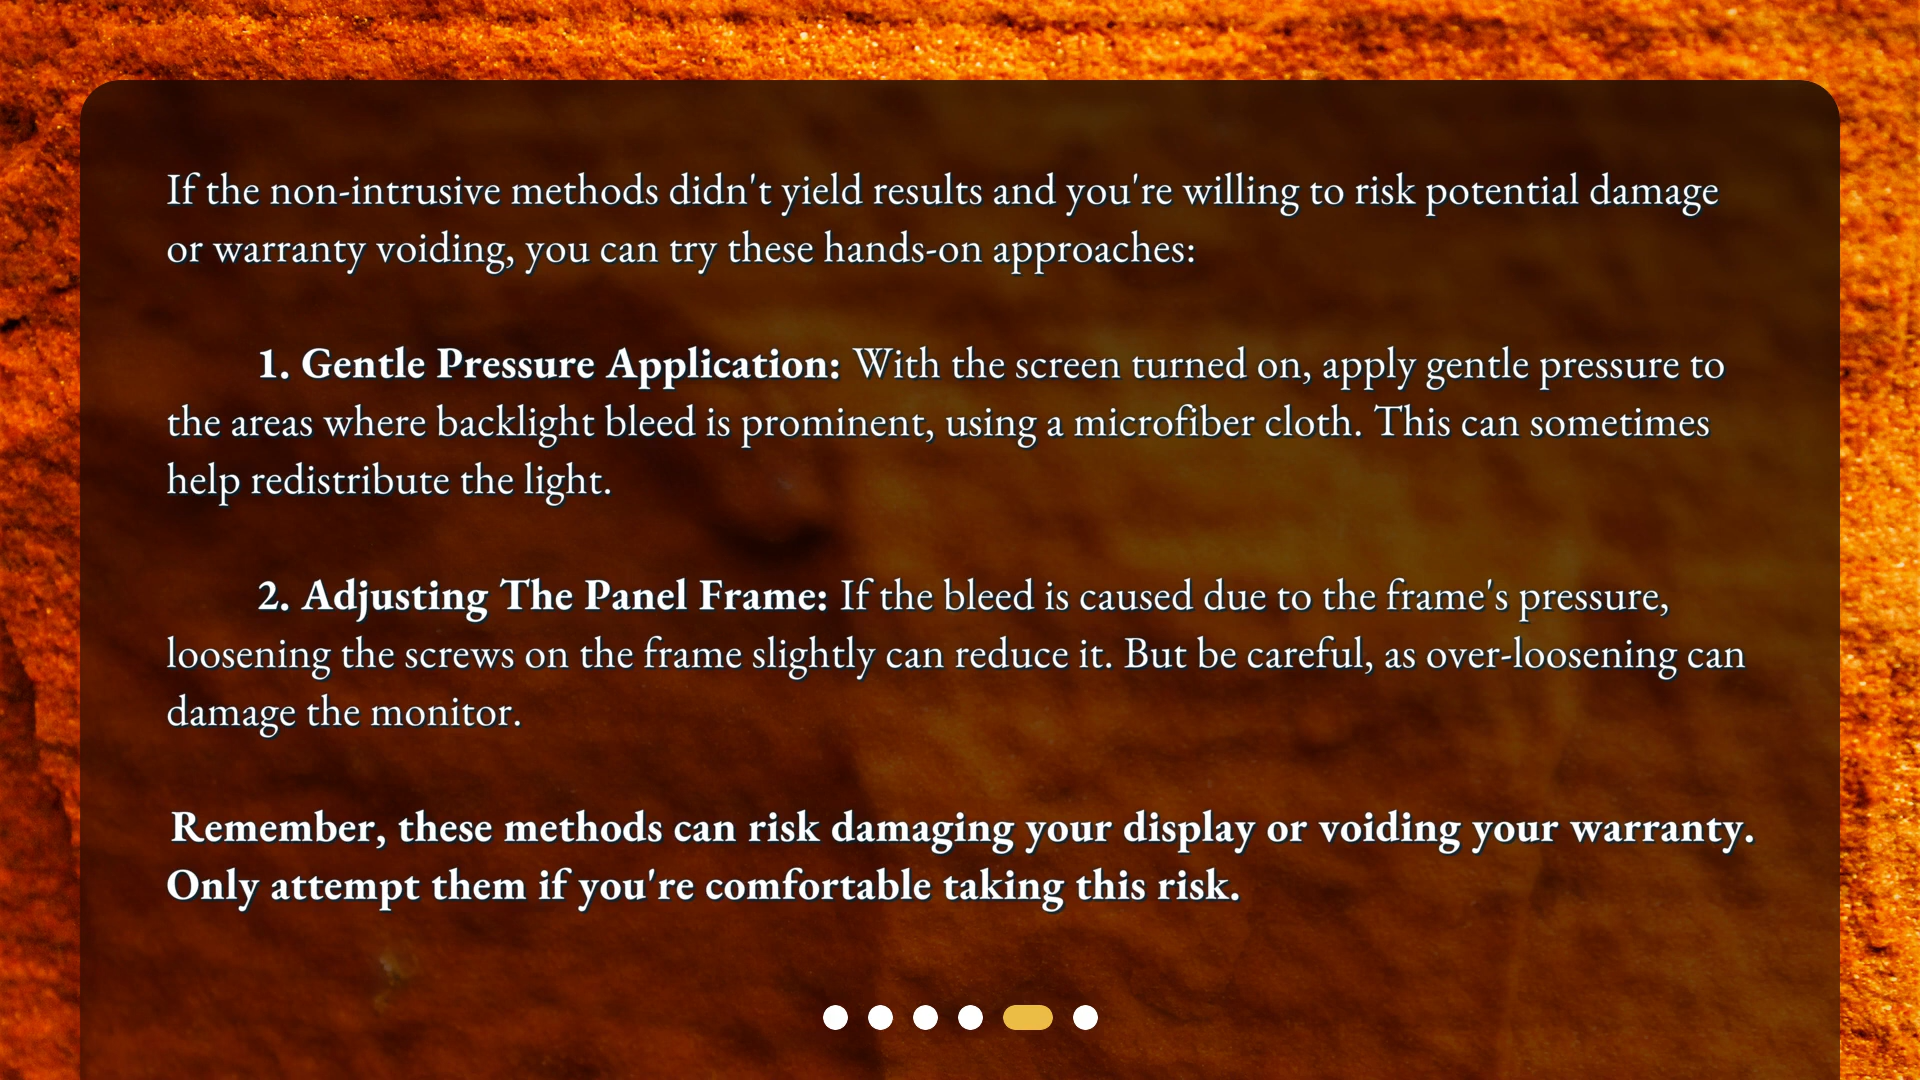 If the non-intrusive methods didn't yield results and you're willing to risk potential damage
or warranty voiding, you can try these hands-on approaches:
1. Gentle Pressure Application: With the screen turned on, apply gentle pressure to
the areas where backlight bleed is prominent, using a microfiber cloth. This can sometimes
help redistribute the light.
2. Adjusting The Panel Frame: If the bleed is caused due to the frame's pressure,
loosening the screws on the frame slightly can reduce it. But be careful, as over-loosening can
damage the monitor.
Remember, these methods can risk damaging your display or voiding your warranty.
Only attempt them if you're comfortable taking this risk.